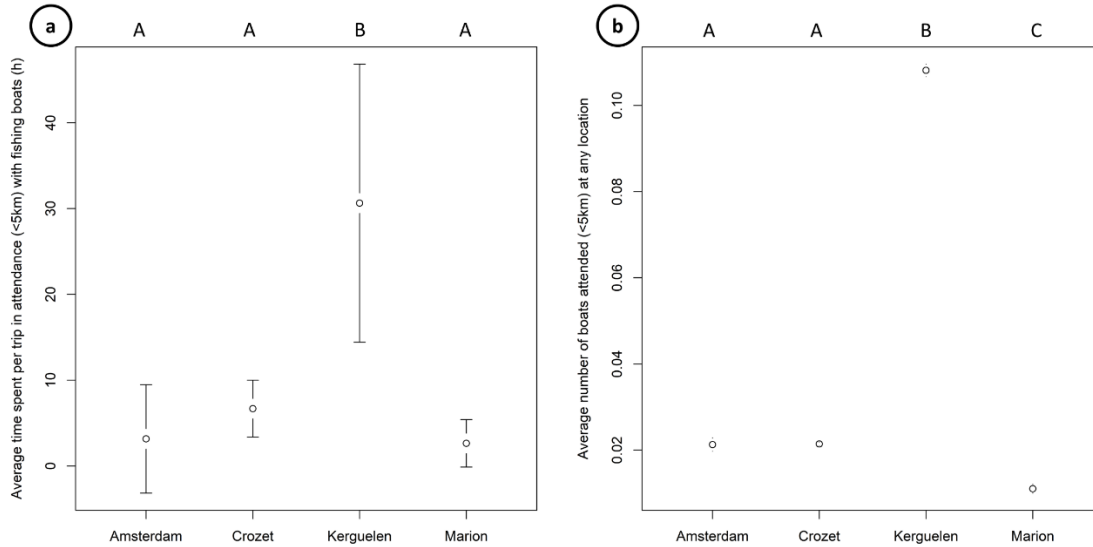 a
A A B A
Average time spent per trip in attendance (<5km) with fishing boats (h)
40
30
20
10
0
Amsterdam Crozet Kerguelen Marion
b
A A B C
Average number of boats attended (<5km) at any location
0.10
0.08
0.06
0.04
0.02
Amsterdam Crozet Kerguelen Marion